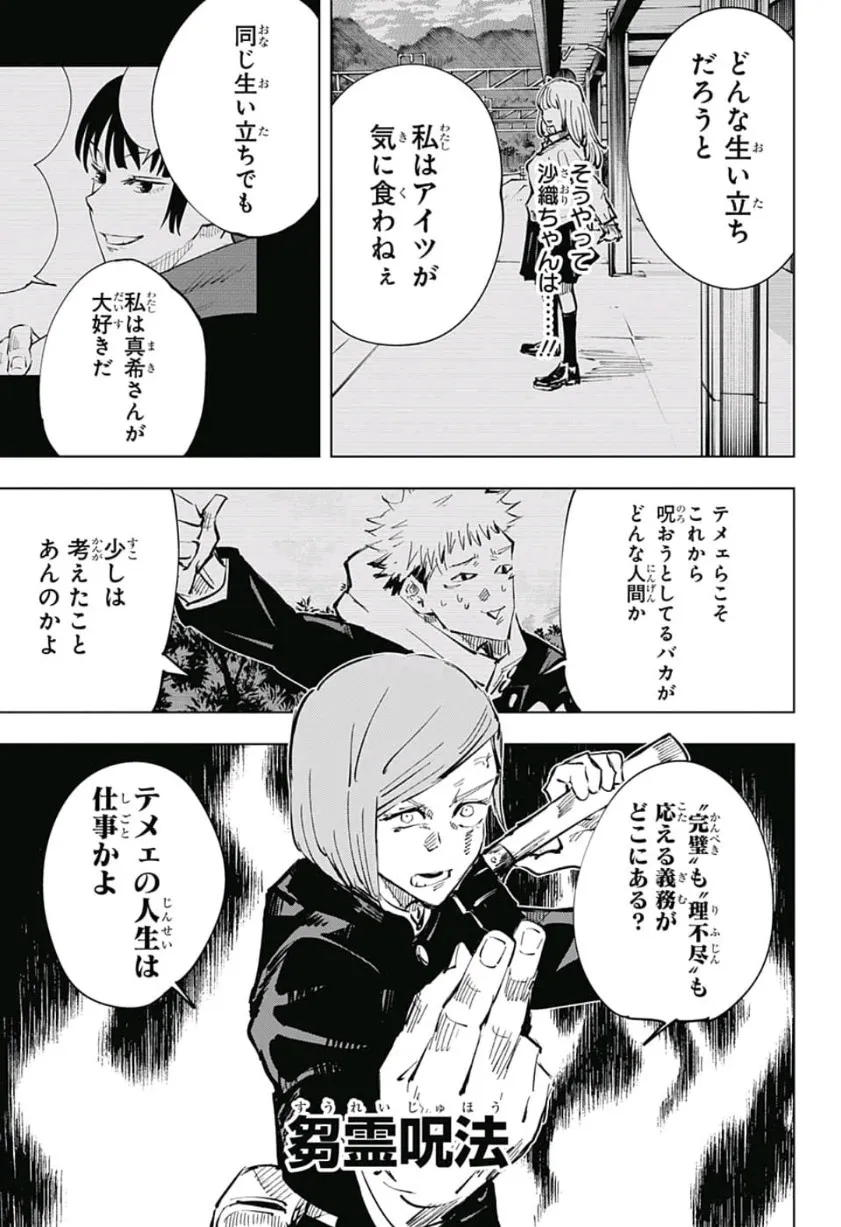 どんな生い立ち
だろうと
そうやって
沙織ちゃんは……!!
私はアイツが
気に食わねぇ
同じ生い立ちでも
私は真希さんが
大好きだ
テメェらこそ
これから
呪おうとしてるバカが
どんな人間か
少しは
考えたこと
あんのかよ
〝完璧〟も〝理不尽〟も
応える義務が
どこにある?
テメェの人生は
仕事かよ
芻霊呪法